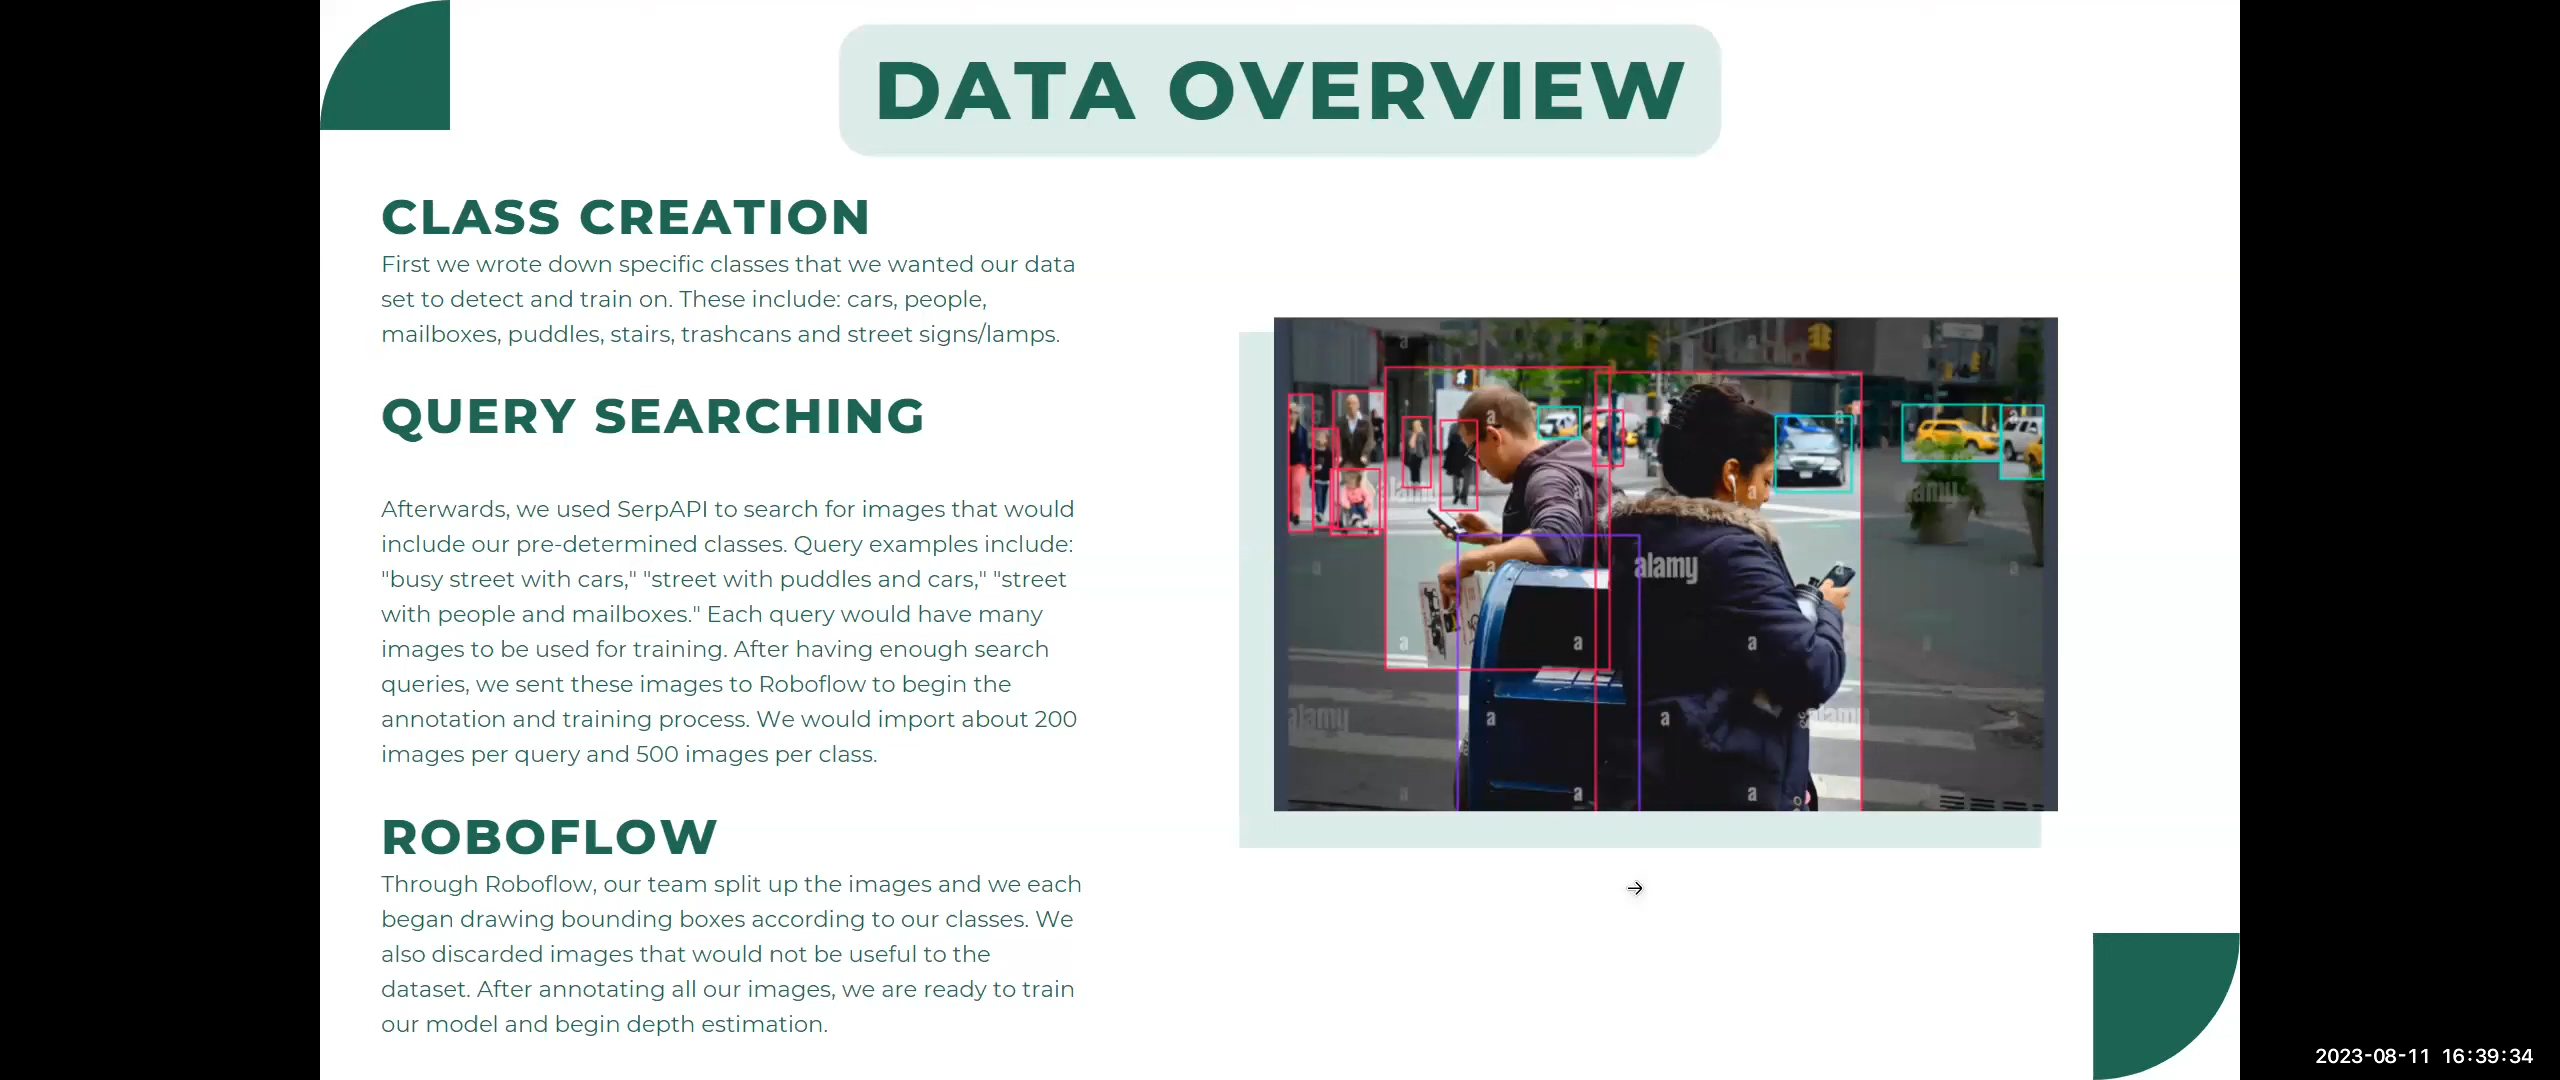 DATA OVERVIEW
CLASS CREATION
First we wrote down specific classes that we wanted our data
set to detect and train on. These include: cars, people,
mailboxes, puddles, stairs, trashcans and street signs/lamps.
QUERY SEARCHING
Afterwards, we used SerpAPI to search for images that would
include our pre-determined classes. Query examples include:
"busy street with cars," "street with puddles and cars," "street
with people and mailboxes." Each query would have many
images to be used for training. After having enough search
queries, we sent these images to Roboflow to begin the
annotation and training process. We would import about 200
images per query and 500 images per class.
ROBOFLOW
Through Roboflow, our team split up the images and we each
began drawing bounding boxes according to our classes. We
also discarded images that would not be useful to the
dataset. After annotating all our images, we are ready to train
our model and begin depth estimation.
alamy
alamy
alamy
alamy
alamy
a
a
a
a
a
a
a
a
a
a
a
2023-08-11 16:39:34